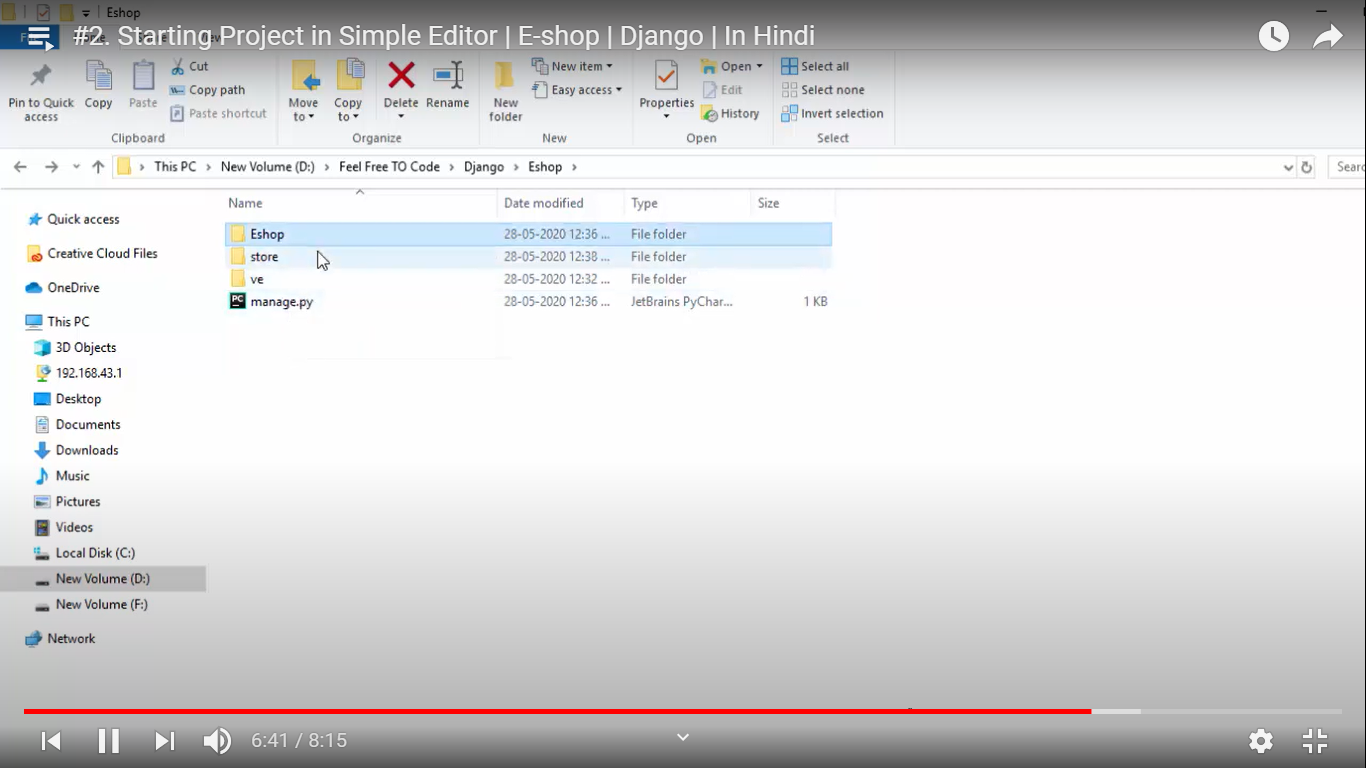 Eshop
#2. Starting Project in Simple Editor | E-shop | Django | In Hindi
Pin to Quick access
Copy
Paste
Cut
Copy path
Paste shortcut
Clipboard
Move to
Copy to
Delete
Rename
Organize
New folder
New item
Easy access
New
Properties
Open
Edit
History
Open
Select all
Select none
Invert selection
Select
This PC > New Volume (D:) > Feel Free TO Code > Django > Eshop >
Name Date modified Type Size
Eshop 28-05-2020 12:36 ... File folder
store 28-05-2020 12:38 ... File folder
ve 28-05-2020 12:32 ... File folder
manage.py 28-05-2020 12:36 ... JetBrains PyChar... 1 KB
Quick access
Creative Cloud Files
OneDrive
This PC
3D Objects
192.168.43.1
Desktop
Documents
Downloads
Music
Pictures
Videos
Local Disk (C:)
New Volume (D:)
New Volume (F:)
Network
6:41 / 8:15